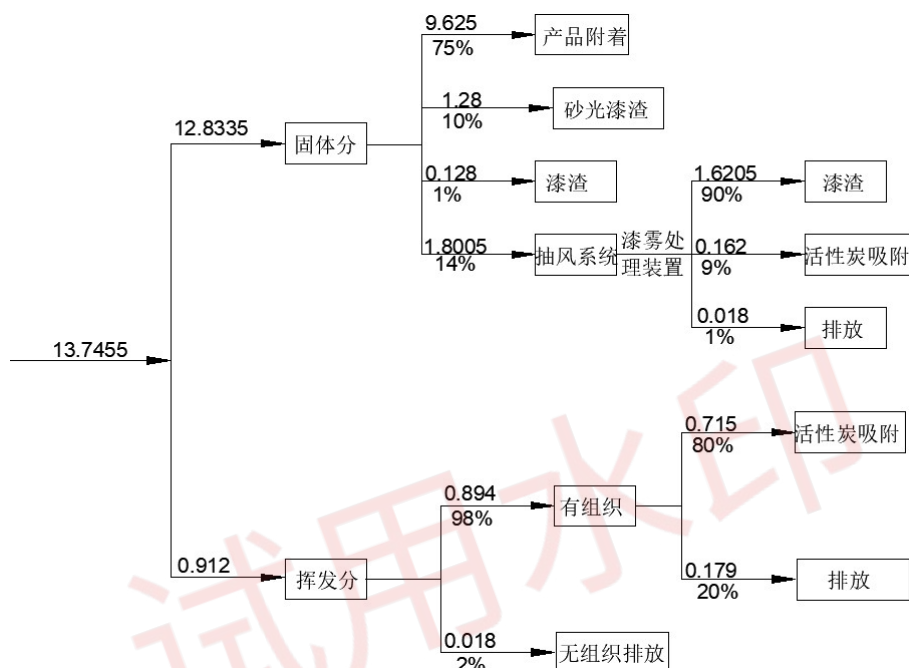 9.625
75%
产品附着
1.28
10%
砂光漆渣
12.8335
固体分
0.128
1%
漆渣
1.8005
14%
抽风系统
漆雾处
理装置
1.6205
90%
漆渣
0.162
9%
活性炭吸附
0.018
1%
排放
13.7455
0.715
80%
活性炭吸附
0.894
98%
有组织
0.179
20%
排放
0.912
挥发分
0.018
2%
无组织排放
试用水印